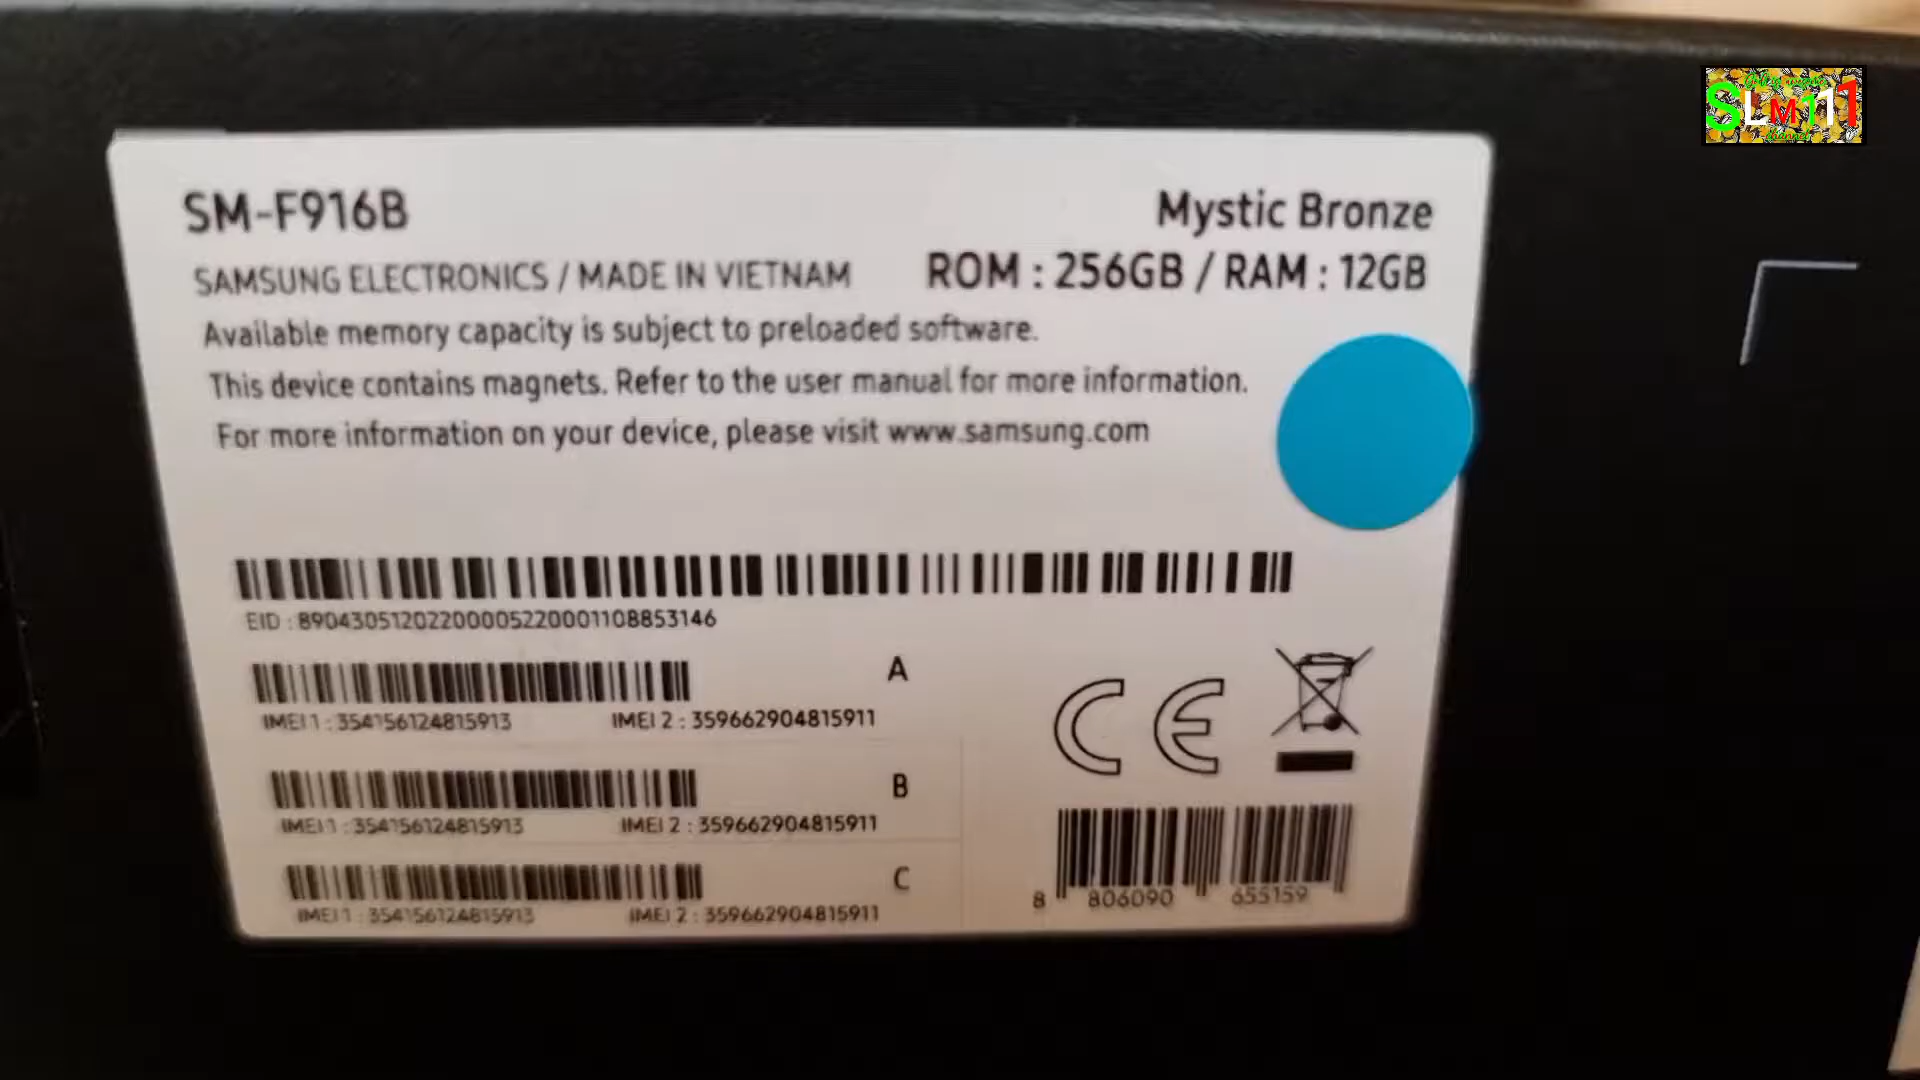 SM-F916B
Mystic Bronze
SAMSUNG ELECTRONICS / MADE IN VIETNAM
ROM : 256GB / RAM : 12GB
Available memory capacity is subject to preloaded software.
This device contains magnets. Refer to the user manual for more information.
For more information on your device, please visit www.samsung.com
EID : 89043051202200005220001108853146
A
IMEI 1 : 354156124815913 IMEI 2 : 359662904815911
B
IMEI 1 : 354156124815913 IMEI 2 : 359662904815911
C
IMEI 1 : 354156124815913 IMEI 2 : 359662904815911
CE
8 806090 655159
SLM111
channel